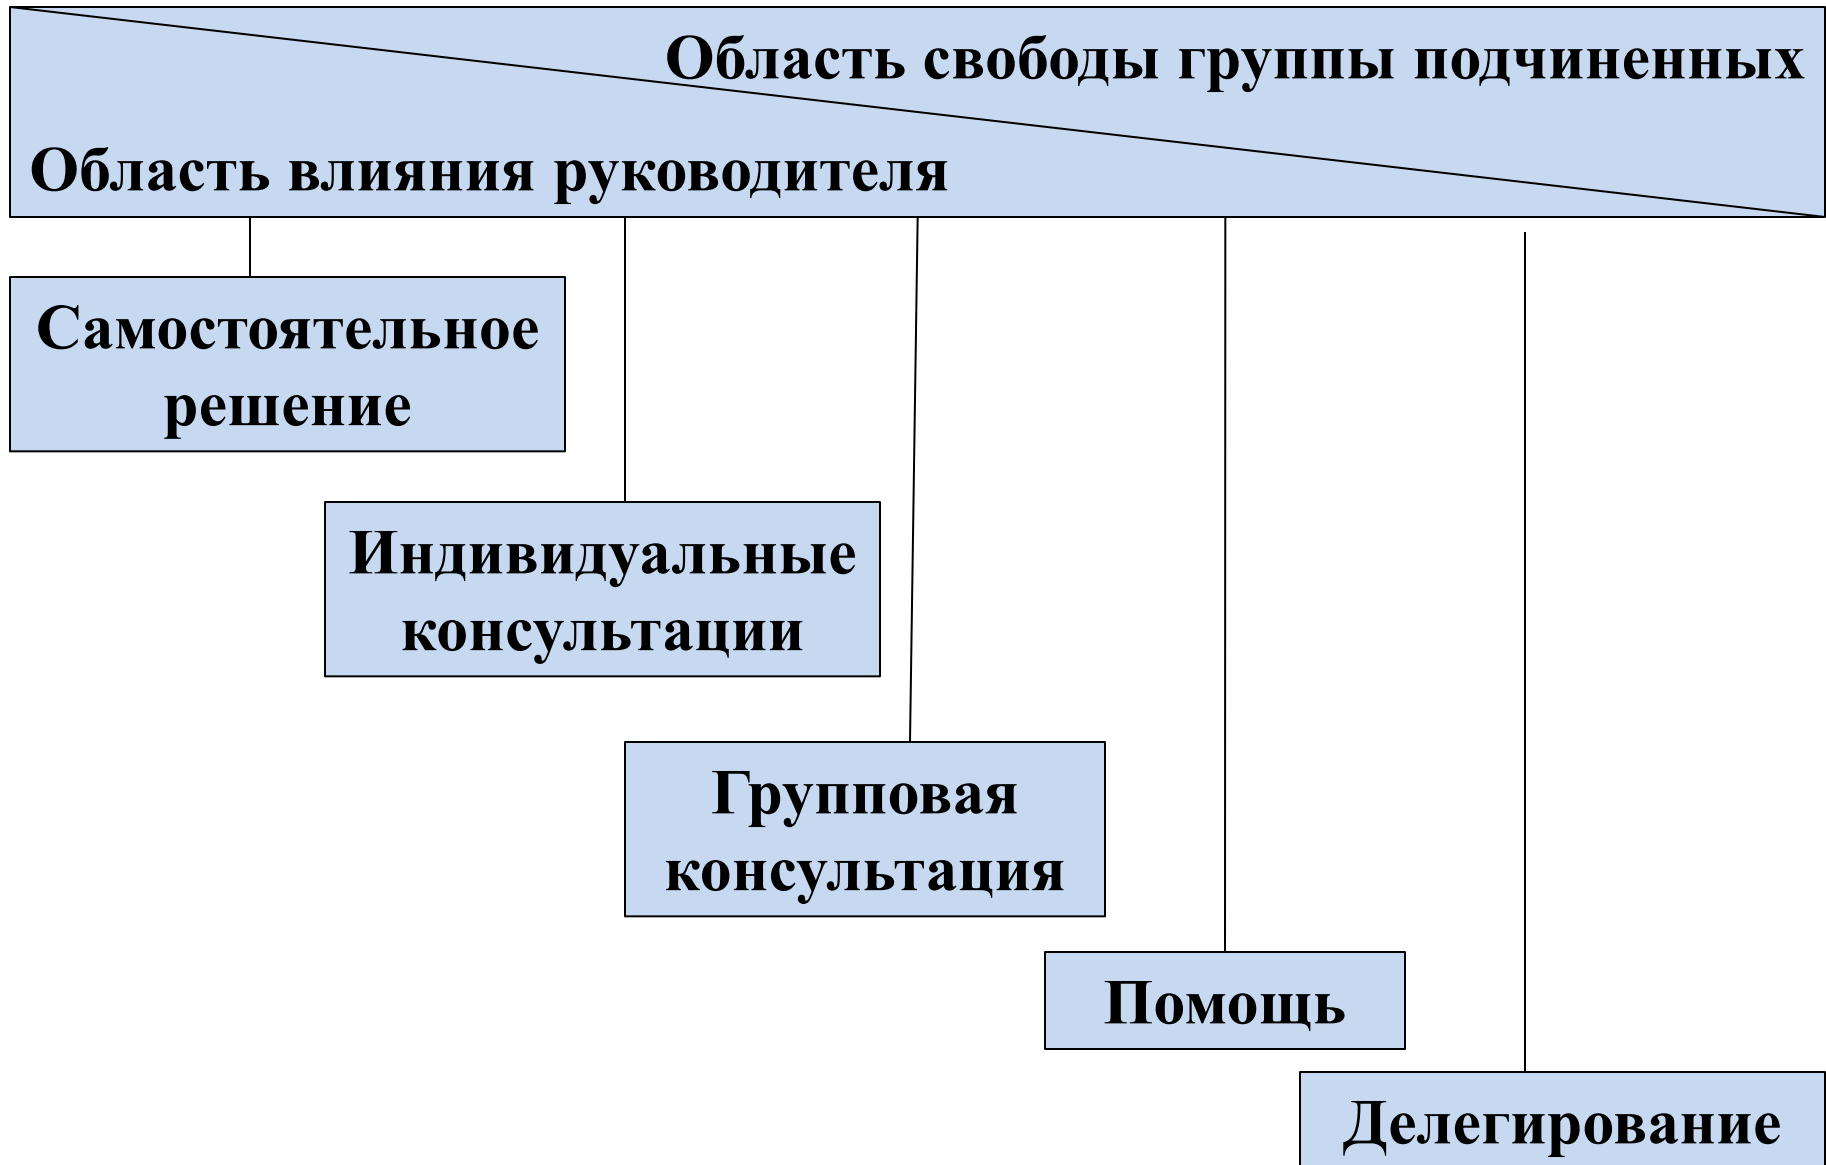 Область свободы группы подчиненных
Область влияния руководителя
Самостоятельное
решение
Индивидуальные
консультации
Групповая
консультация
Помощь
Делегирование